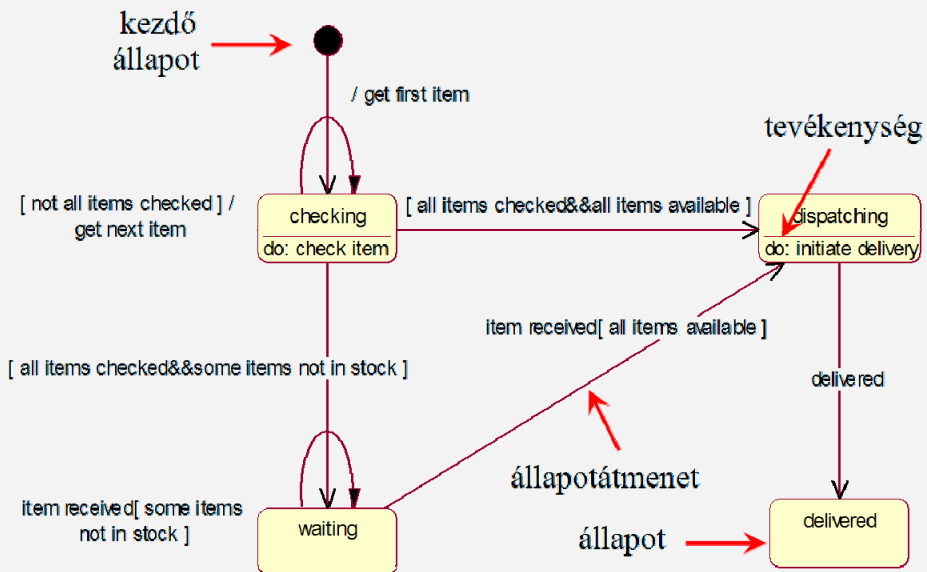 kezdő
állapot
/ get first item
tevékenység
[ not all items checked ] /
get next item
checking
do: check item
[ all items checked&&all items available ]
dispatching
do: initiate delivery
item received[ all items available ]
[ all items checked&&some items not in stock ]
delivered
állapotátmenet
item received[ some items
not in stock ]
waiting
állapot
delivered